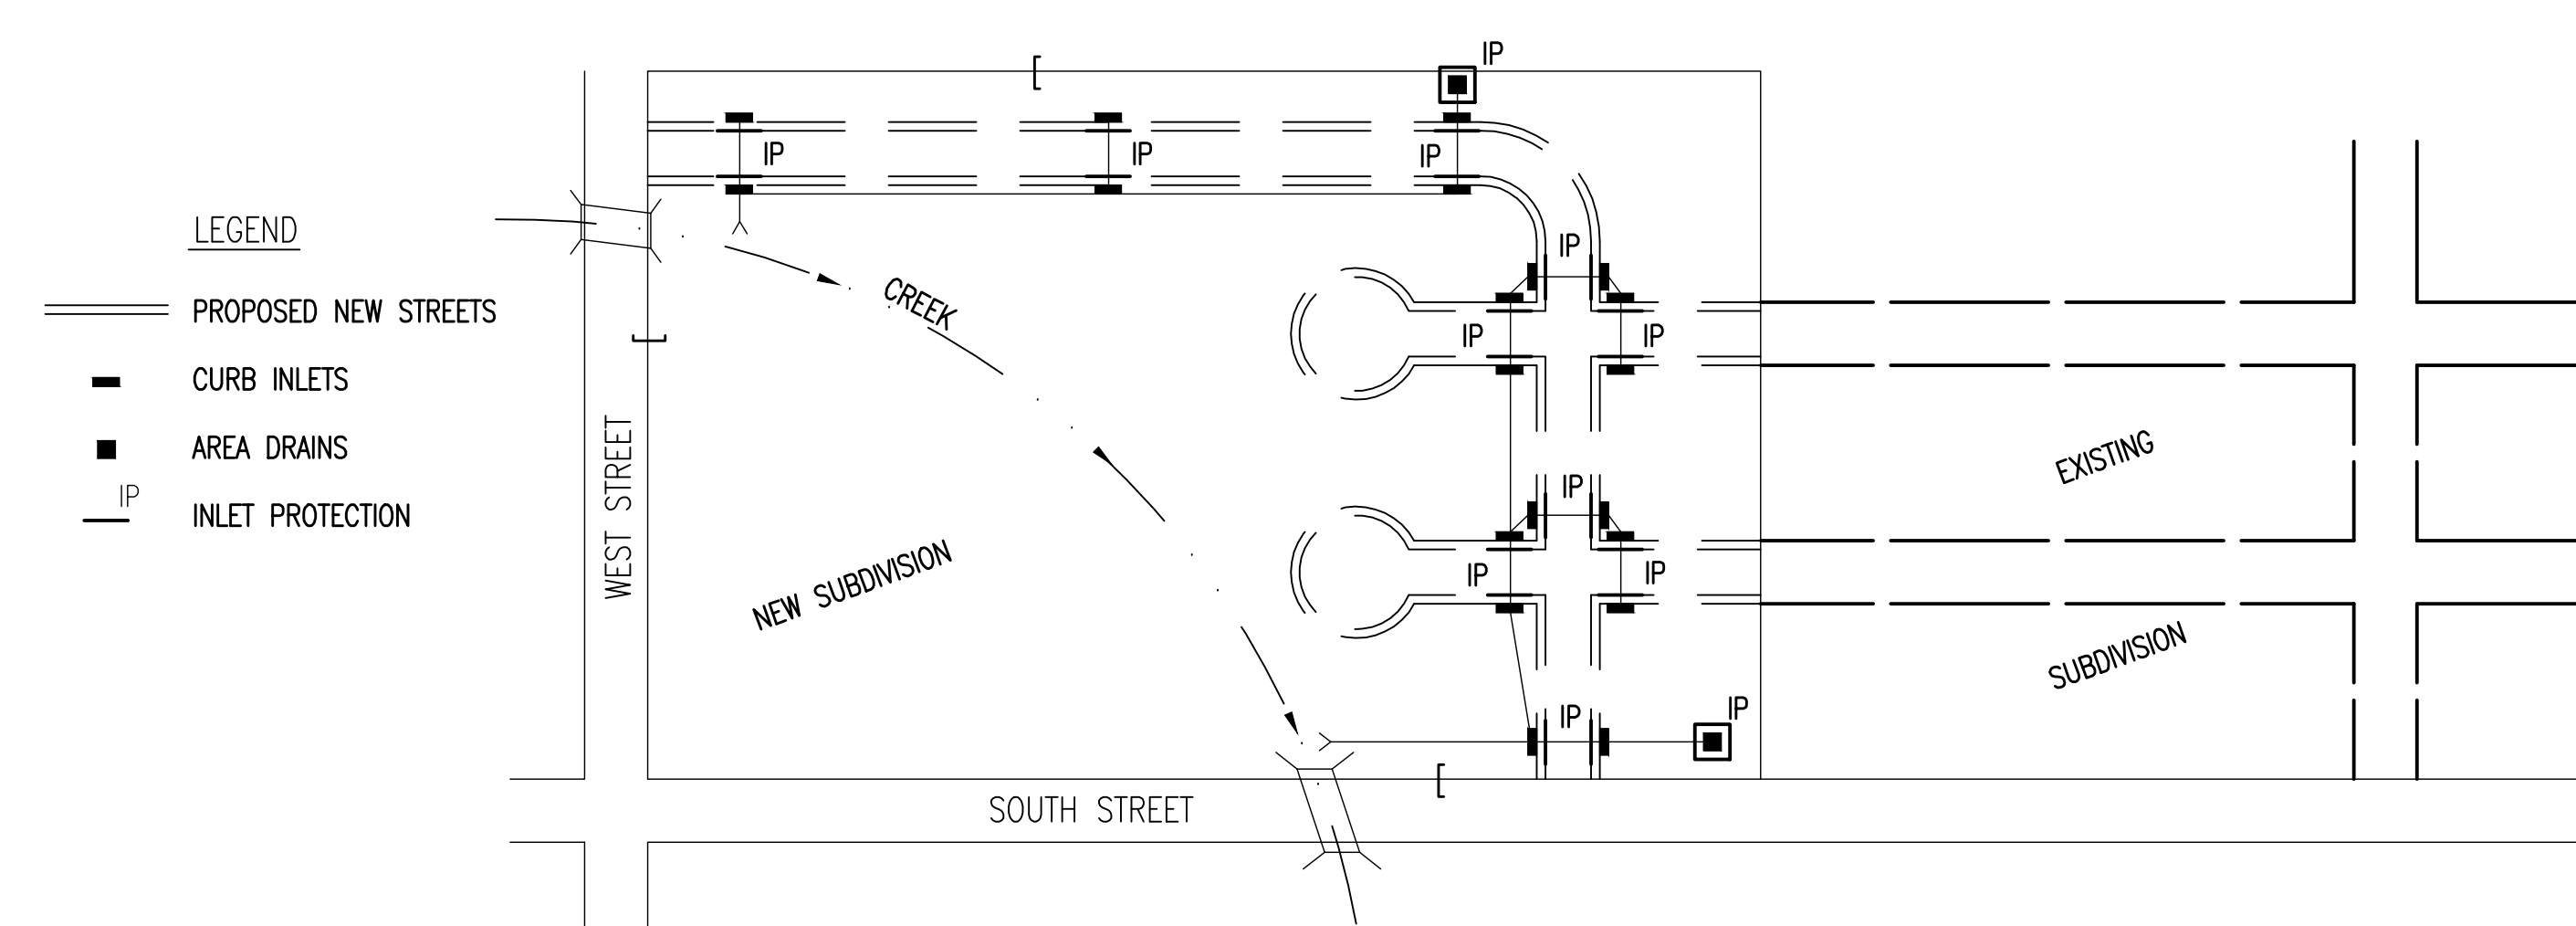 IP
IP
IP
IP
LEGEND
IP
PROPOSED NEW STREETS
CREEK
IP
IP
CURB INLETS
AREA DRAINS
EXISTING
IP
INLET PROTECTION
WEST STREET
IP
NEW SUBDIVISION
IP
IP
SUBDIVISION
IP
IP
SOUTH STREET